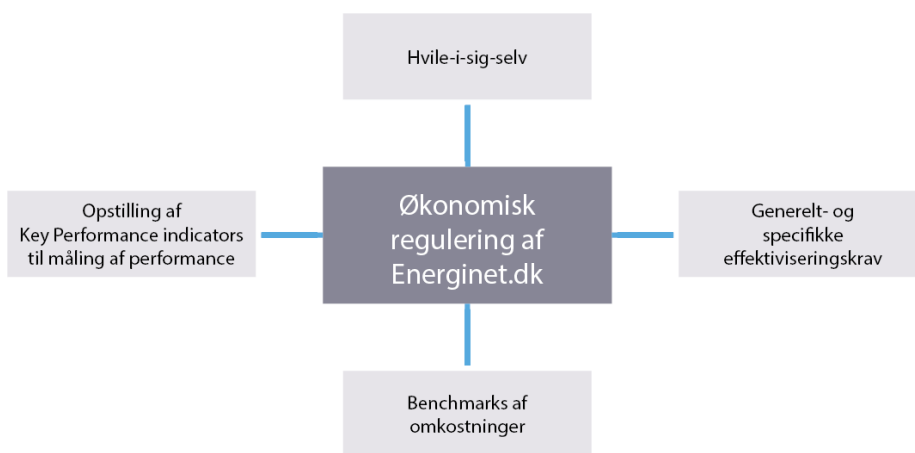 Hvile-i-sig-selv
Opstilling af
Key Performance indicators
til måling af performance
Økonomisk
regulering af
Energinet.dk
Generelt- og
specifikke
effektiviseringskrav
Benchmarks af
omkostninger